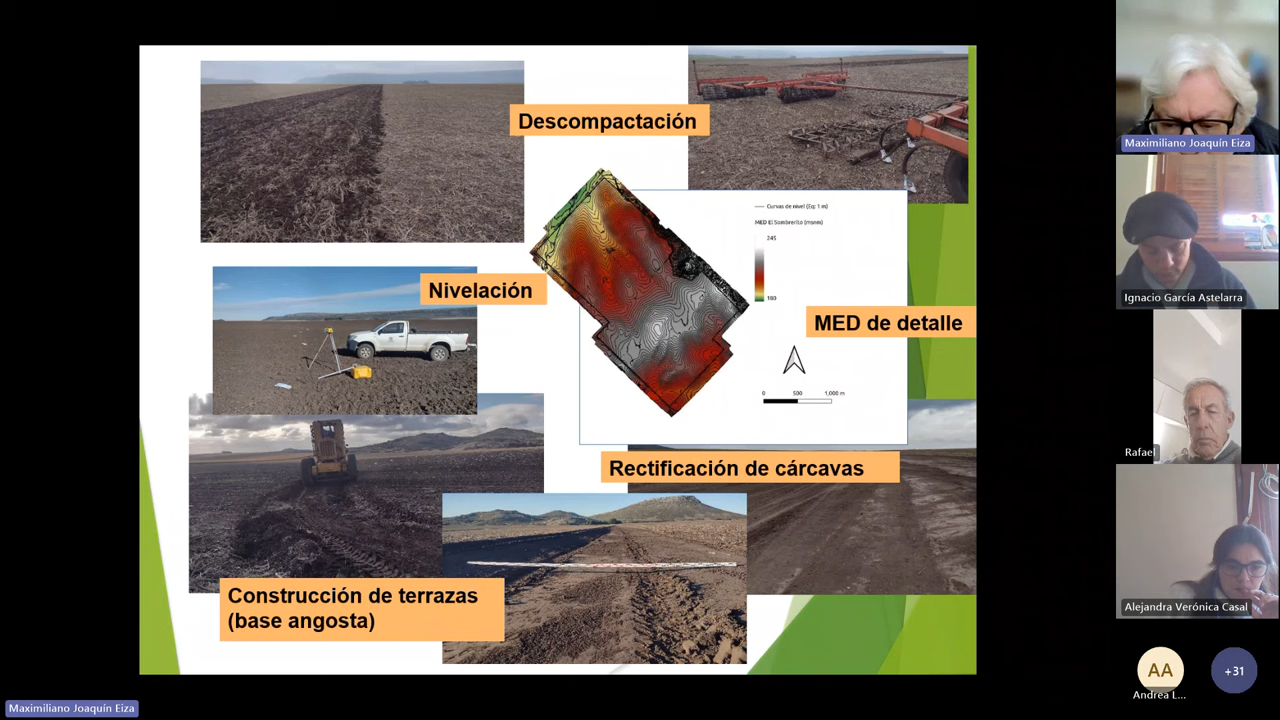 Descompactación
Curvas de nivel (Eq: 1 m)
MED El Sombrerito (msnm)
245
180
Nivelación
MED de detalle
0 500 1,000 m
Rectificación de cárcavas
Construcción de terrazas
(base angosta)
Maximiliano Joaquín Eiza
Ignacio García Astelarra
Rafael
Alejandra Verónica Casal
AA
+31
Andrea L...
Maximiliano Joaquín Eiza